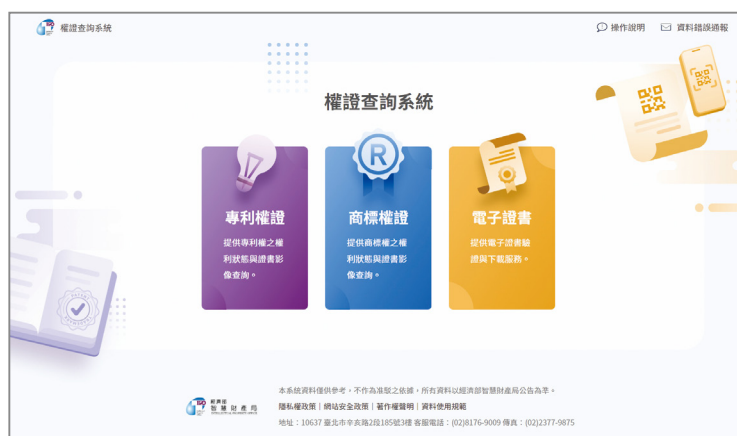 權證查詢系統
操作說明
資料錯誤通報
權證查詢系統
R
專利權證
提供專利權之權
利狀態與證書影
像查詢。
商標權證
提供商標權之權
利狀態與證書影
像查詢。
電子證書
提供電子證書驗
證與下載服務。
本系統資料僅供參考，不作為准駁之依據，所有資料以經濟部智慧財產局公告為準。
經濟部
智慧財產局
隱私權政策｜網站安全政策｜著作權聲明｜資料使用規範
地址：10637 臺北市辛亥路2段185號3樓 客服電話：(02)8176-9009 傳真：(02)2377-9875